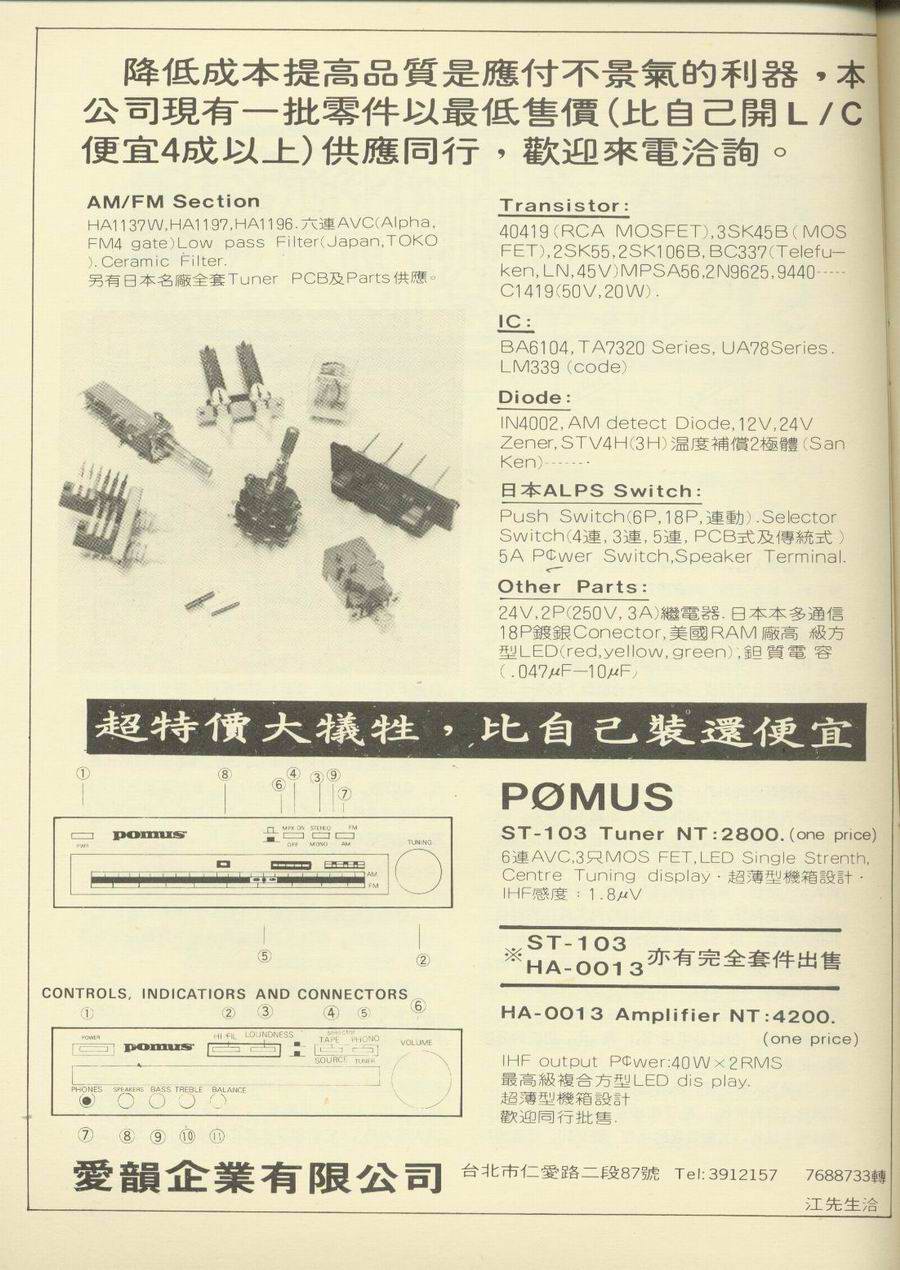 降低成本提高品質是應付不景氣的利器，本
公司現有一批零件以最低售價(比自己開L/C
便宜4成以上)供應同行，歡迎來電洽詢。
AM/FM Section
HA1137W,HA1197,HA1196.六連AVC(Alpha,
FM4 gate)Low pass Filter(Japan,TOKO
).Ceramic Filter.
另有日本名廠全套Tuner PCB及Parts供應。
Transistor:
40419(RCA MOSFET),3SK45B(MOS
FET),2SK55,2SK106B,BC337(Telefu-
ken,LN,45V)MPSA56,2N9625,9440-----
C1419(50V,20W).
IC:
BA6104,TA7320 Series, UA78Series.
LM339 (code)
Diode:
IN4002,AM detect Diode,12V,24V
Zener,STV4H(3H)温度補償2極體(San
Ken)------.
日本ALPS Switch:
Push Switch(6P,18P,連動).Selector
Switch(4連,3連,5連,PCB式及傳統式)
5A P¢wer Switch,Speaker Terminal.
Other Parts:
24V,2P(250V,3A)繼電器.日本本多通信
18P鍍銀Conector,美國RAM廠高 級方
型LED(red,yellow,green),鉭質電 容
(.047μF—10μF)
超特價大犠牲，比自己裝還便宜
① ⑧ ⑥ ④ ③ ⑨ ⑦
PWR pomus MPX ON STEREO FM
OFF MONO AM
TUNING
AM
FM
⑤ ②
PØMUS
ST-103 Tuner NT:2800.(one price)
6連AVC,3只MOS FET,LED Single Strenth,
Centre Tuning display·超薄型機箱設計·
IHF感度：1.8μV
※ST-103
HA-0013亦有完全套件出售
CONTROLS, INDICATIORS AND CONNECTORS
① ② ③ ④ ⑤ ⑥
POWER pomus HI-FIL LOUNDNESS selector
TAPE PHONO
SOURCE TUNER
VOLUME
PHONES SPEAKERS BASS TREBLE BALANCE
⑦ ⑧ ⑨ ⑩ ⑪
HA-0013 Amplifier NT:4200.
(one price)
IHF output P¢wer:40W×2RMS
最高級複合方型LED dis play.
超薄型機箱設計
歡迎同行批售.
愛韻企業有限公司 台北市仁愛路二段87號 Tel:3912157 7688733轉
江先生洽